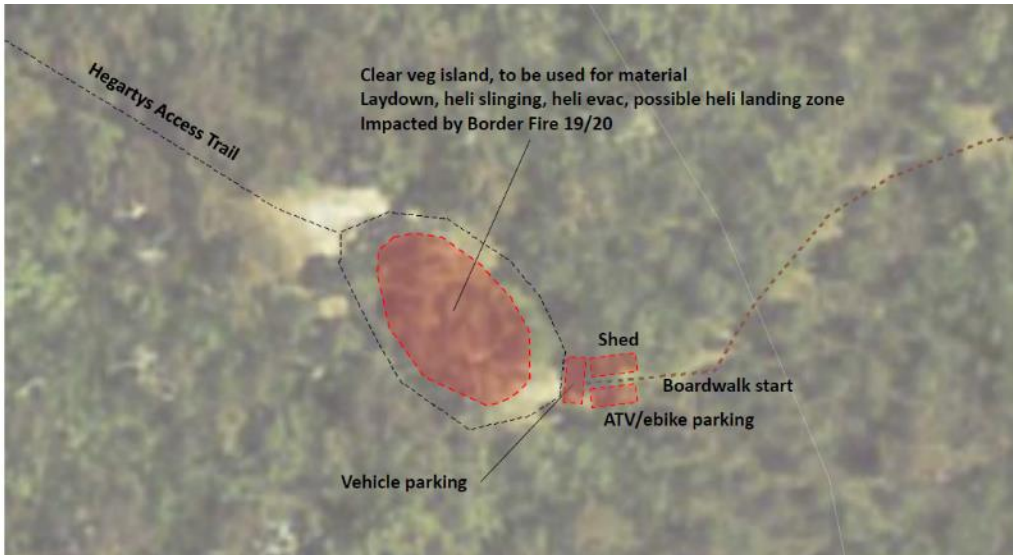 Clear veg island, to be used for material
Laydown, heli slinging, heli evac, possible heli landing zone
Impacted by Border Fire 19/20
Hegartys Access Trail
Shed
Boardwalk start
ATV/ebike parking
Vehicle parking